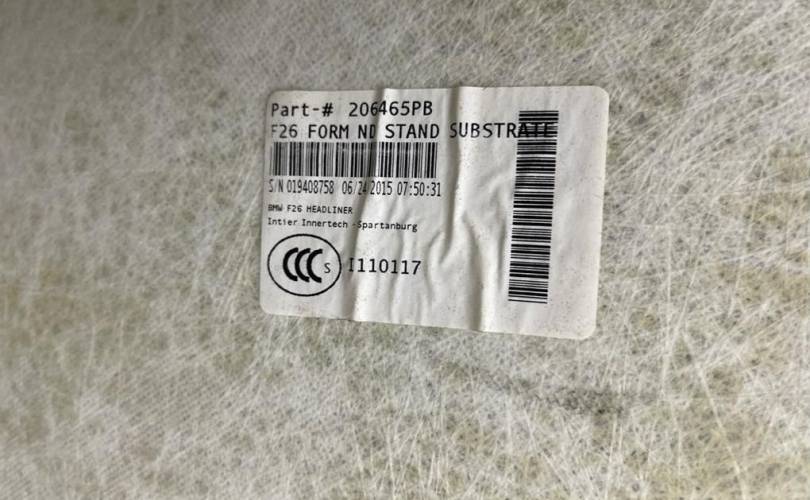 Part-# 206465PB
F26 FORM ND STAND SUBSTRATE
S/N 019408758 06/24/2015 07:50:31
BMW F26 HEADLINER
Intier Innertech -Spartanburg
CCC S I110117